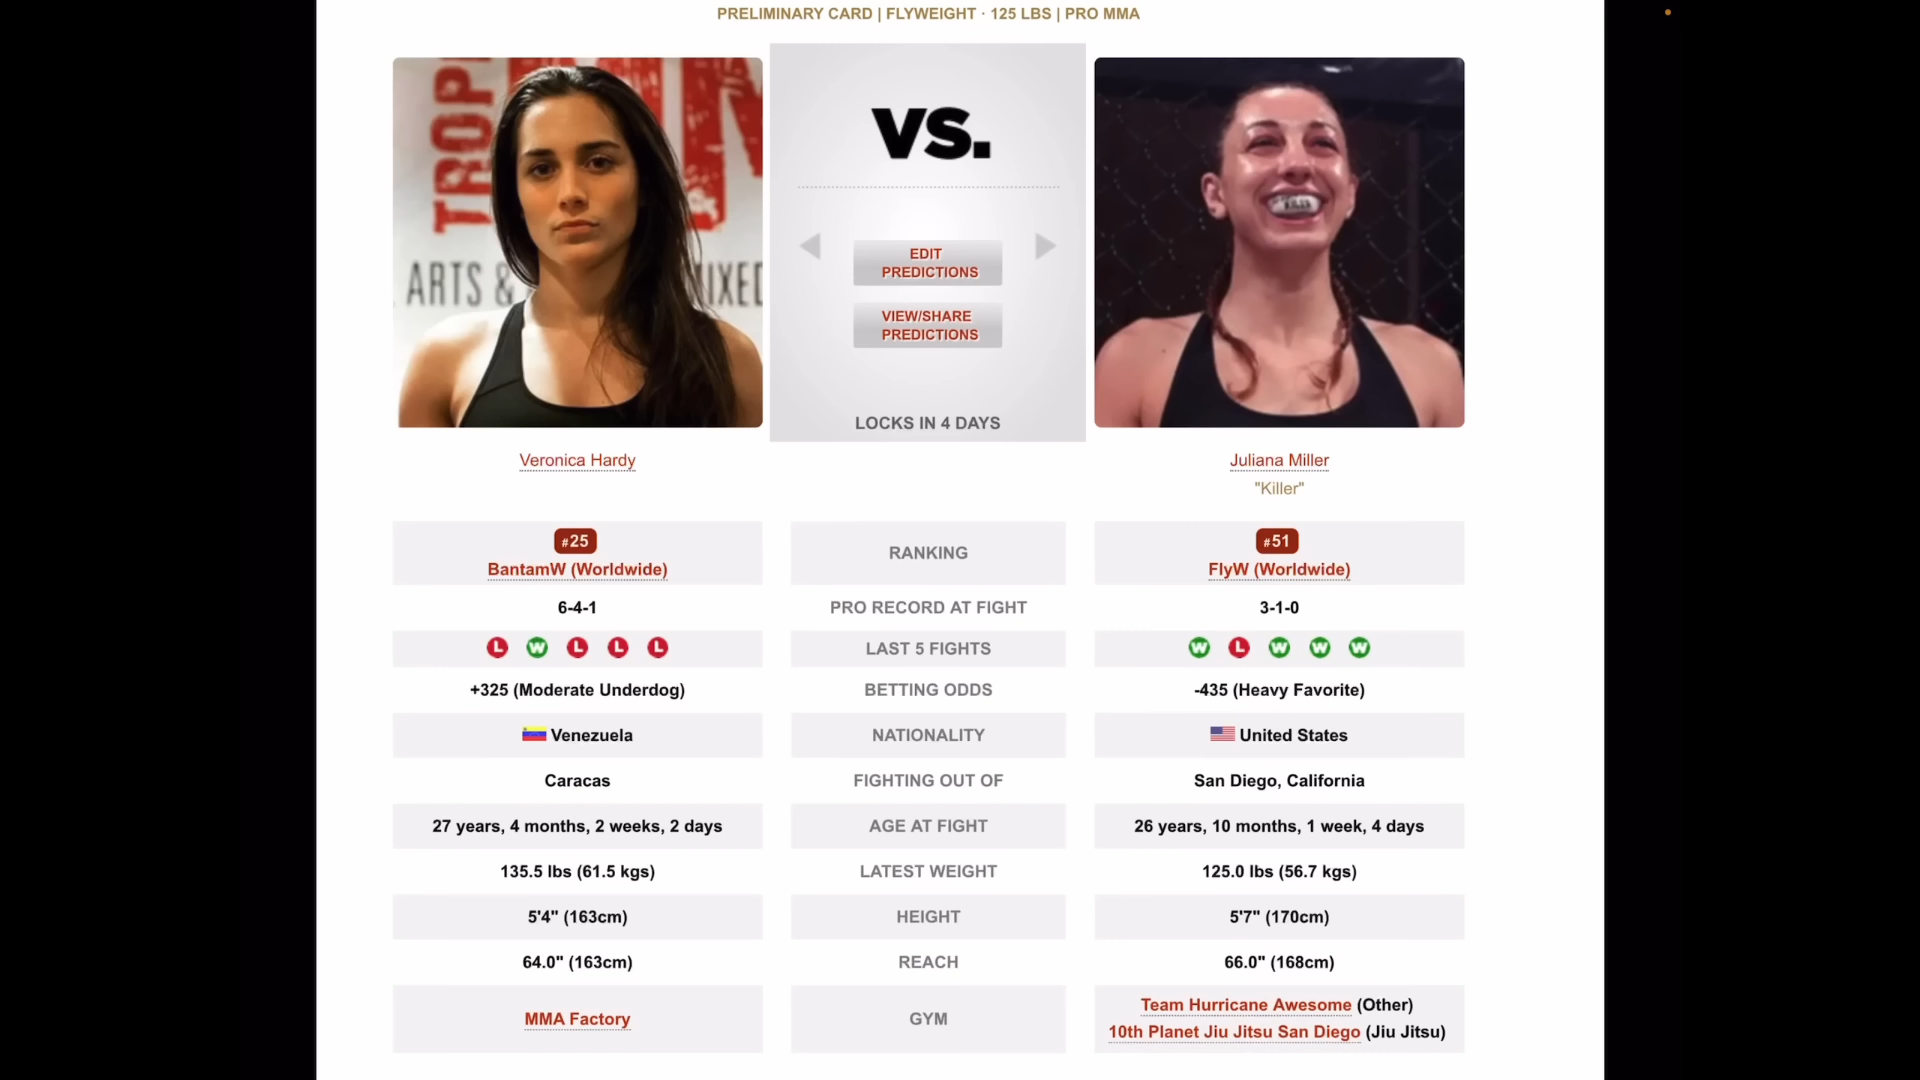 PRELIMINARY CARD | FLYWEIGHT · 125 LBS | PRO MMA
TROP
ARTS &
MIXED
VS.
EDIT
PREDICTIONS
VIEW/SHARE
PREDICTIONS
LOCKS IN 4 DAYS
KILLER
Veronica Hardy
Juliana Miller
"Killer"
#25
BantamW (Worldwide)
RANKING
#51
FlyW (Worldwide)
6-4-1
PRO RECORD AT FIGHT
3-1-0
L W L L L
LAST 5 FIGHTS
W L W W W
+325 (Moderate Underdog)
BETTING ODDS
-435 (Heavy Favorite)
Venezuela
NATIONALITY
United States
Caracas
FIGHTING OUT OF
San Diego, California
27 years, 4 months, 2 weeks, 2 days
AGE AT FIGHT
26 years, 10 months, 1 week, 4 days
135.5 lbs (61.5 kgs)
LATEST WEIGHT
125.0 lbs (56.7 kgs)
5'4" (163cm)
HEIGHT
5'7" (170cm)
64.0" (163cm)
REACH
66.0" (168cm)
MMA Factory
GYM
Team Hurricane Awesome (Other)
10th Planet Jiu Jitsu San Diego (Jiu Jitsu)